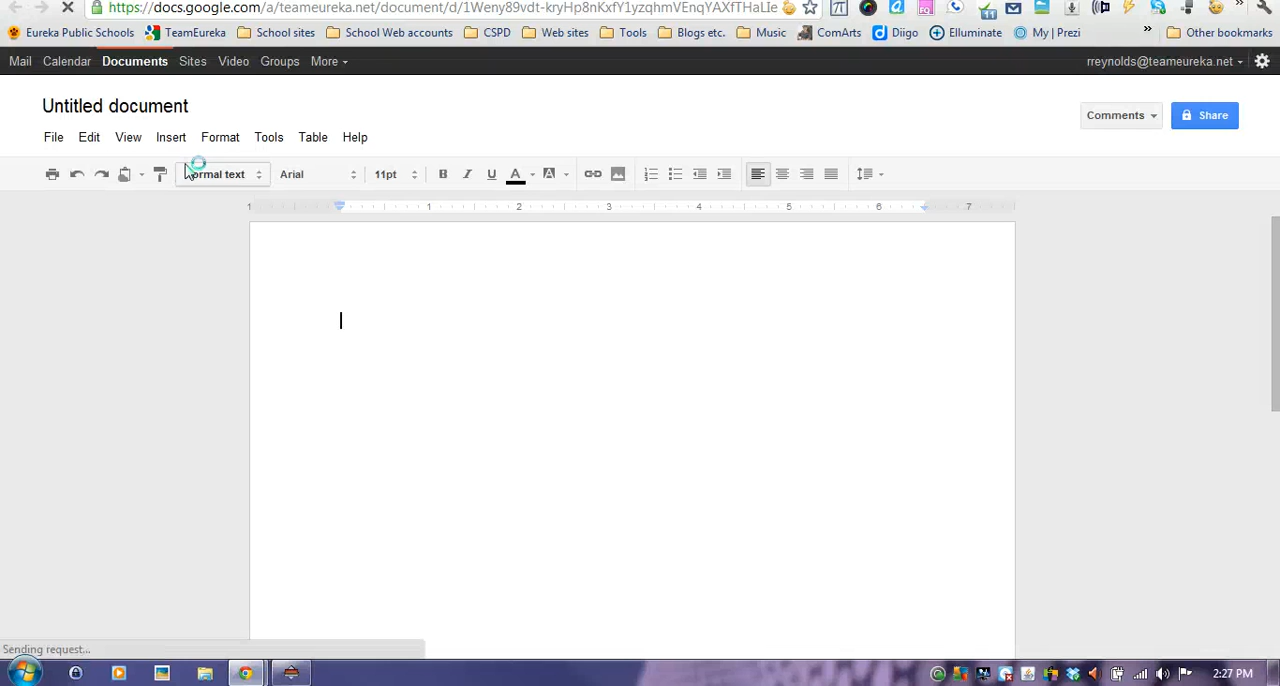 https://docs.google.com/a/teameureka.net/document/d/1Weny89vdt-kryHp8nKxfY1yzqhmVEnqYAXfTHaLIe
Eureka Public Schools TeamEureka School sites School Web accounts CSPD Web sites Tools Blogs etc. Music ComArts Diigo Elluminate My | Prezi » Other bookmarks
Mail Calendar Documents Sites Video Groups More rreynolds@teameureka.net
Untitled document
Comments Share
File Edit View Insert Format Tools Table Help
ormal text Arial 11pt B I U A A
1 1 2 3 4 5 6 7
Sending request...
2:27 PM